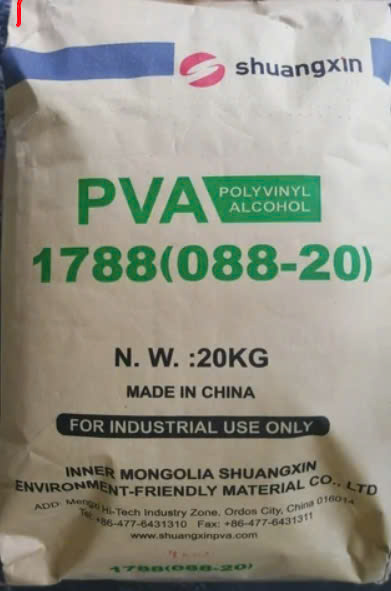 shuangxin
PVA POLYVINYL
ALCOHOL
1788(088-20)
N. W. :20KG
MADE IN CHINA
FOR INDUSTRIAL USE ONLY
INNER MONGOLIA SHUANGXIN
ENVIRONMENT-FRIENDLY MATERIAL CO., LTD
ADD: Mengxi Hi-Tech Industry Zone, Ordos City, China 016014
Tel: +86-477-6431310 Fax: +86-477-6431311
www.shuangxinpva.com
1788(088-20)